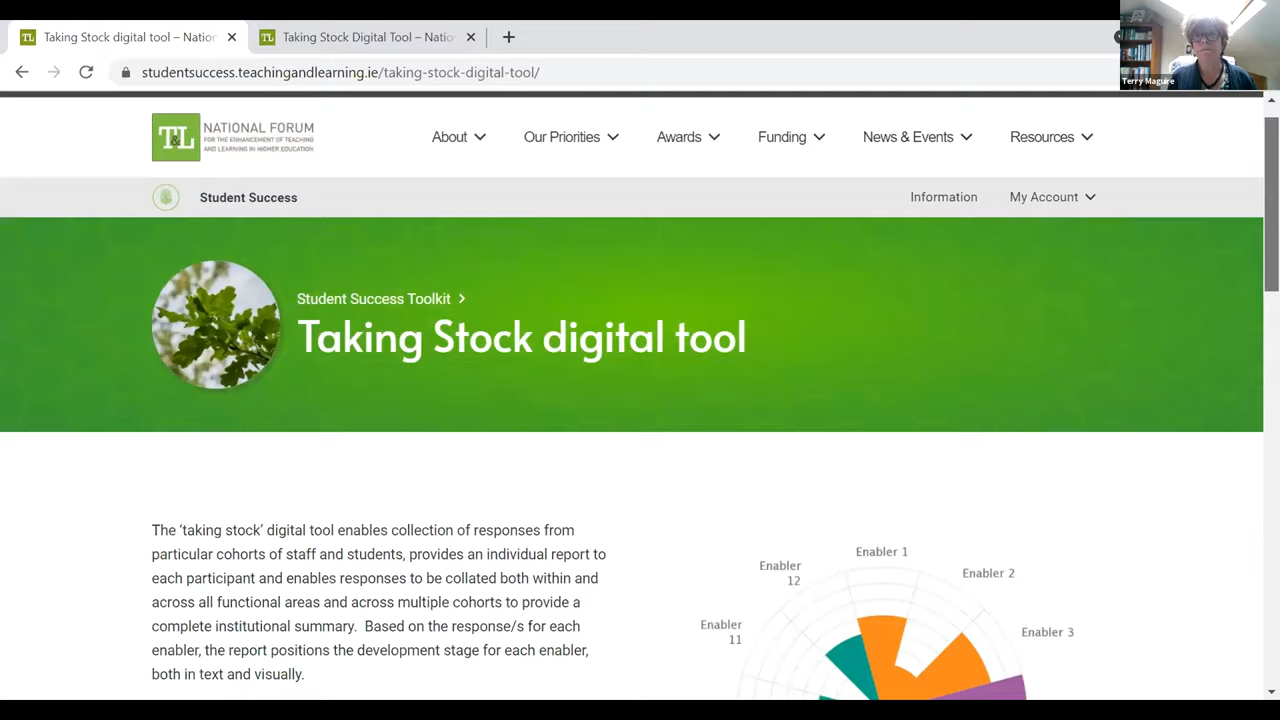 Taking Stock digital tool – Nation
Taking Stock Digital Tool – Natio
studentsuccess.teachingandlearning.ie/taking-stock-digital-tool/
Terry Maguire
T&L
NATIONAL FORUM
FOR THE ENHANCEMENT OF TEACHING
AND LEARNING IN HIGHER EDUCATION
About
Our Priorities
Awards
Funding
News & Events
Resources
Student Success
Information
My Account
Student Success Toolkit
Taking Stock digital tool
The ‘taking stock’ digital tool enables collection of responses from
particular cohorts of staff and students, provides an individual report to
each participant and enables responses to be collated both within and
across all functional areas and across multiple cohorts to provide a
complete institutional summary.  Based on the response/s for each
enabler, the report positions the development stage for each enabler,
both in text and visually.
Enabler 1
Enabler 2
Enabler 3
Enabler
12
Enabler
11